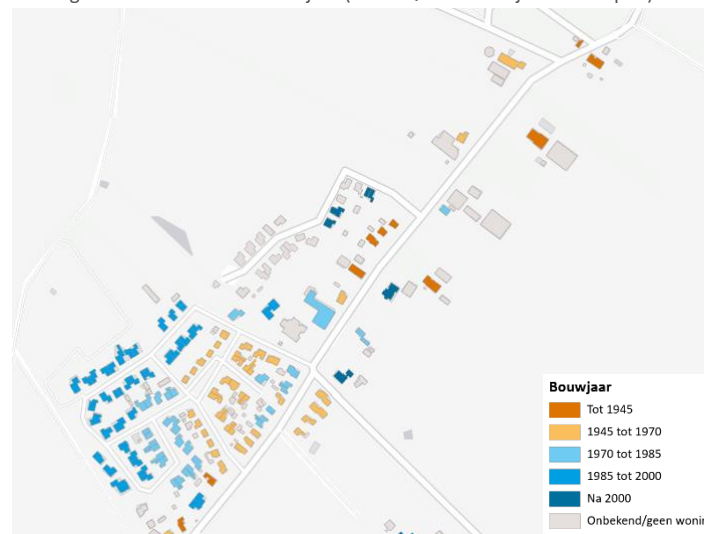 Bouwjaar
Tot 1945
1945 tot 1970
1970 tot 1985
1985 tot 2000
Na 2000
Onbekend/geen wonin